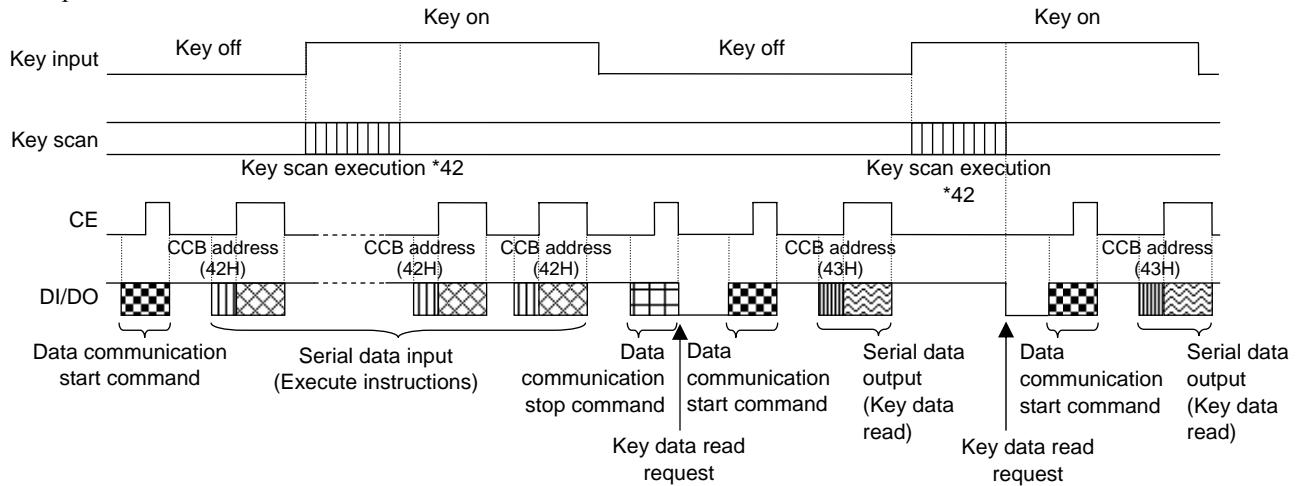 Key on
Key on
Key off
Key off
Key input
Key scan
Key scan execution *42
Key scan execution
*42
CE
CCB address
(42H)
CCB address
(42H)
CCB address
(42H)
CCB address
(43H)
CCB address
(43H)
DI/DO
Data communication
start command
Serial data input
(Execute instructions)
Data
communication
stop command
Data
communication
start command
Serial data
output
(Key data
read)
Data
communication
start command
Serial data
output
(Key data
read)
Key data read
request
Key data read
request